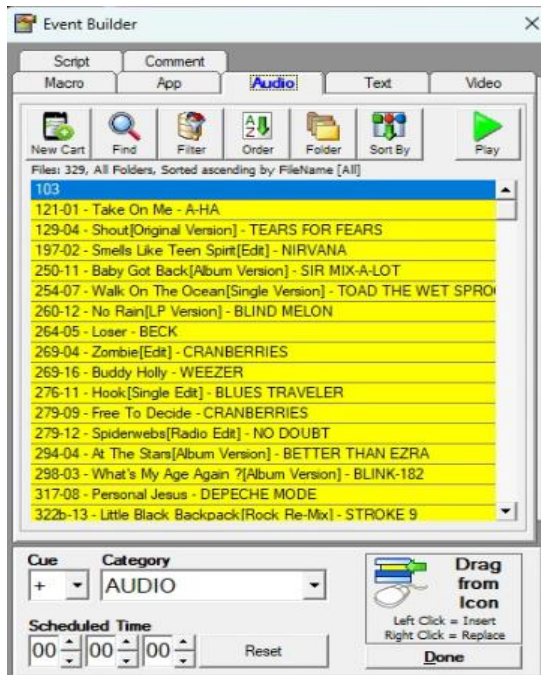 Event Builder
Script Comment
Macro App Audio Text Video
New Cart Find Filter Order Folder Sort By Play
Files: 329, All Folders, Sorted ascending by FileName [All]
103
121-01 - Take On Me - A-HA
129-04 - Shout[Original Version] - TEARS FOR FEARS
197-02 - Smells Like Teen Spirit[Edit] - NIRVANA
250-11 - Baby Got Back[Album Version] - SIR MIX-A-LOT
254-07 - Walk On The Ocean[Single Version] - TOAD THE WET SPRO
260-12 - No Rain[LP Version] - BLIND MELON
264-05 - Loser - BECK
269-04 - Zombie[Edit] - CRANBERRIES
269-16 - Buddy Holly - WEEZER
276-11 - Hook[Single Edit] - BLUES TRAVELER
279-09 - Free To Decide - CRANBERRIES
279-12 - Spiderwebs[Radio Edit] - NO DOUBT
294-04 - At The Stars[Album Version] - BETTER THAN EZRA
298-03 - What's My Age Again ?[Album Version] - BLINK-182
317-08 - Personal Jesus - DEPECHE MODE
322b-13 - Little Black Backpack[Rock Re-Mix] - STROKE 9
Cue Category
+ AUDIO
Scheduled Time
00 00 00 Reset
Drag
from
Icon
Left Click = Insert
Right Click = Replace
Done